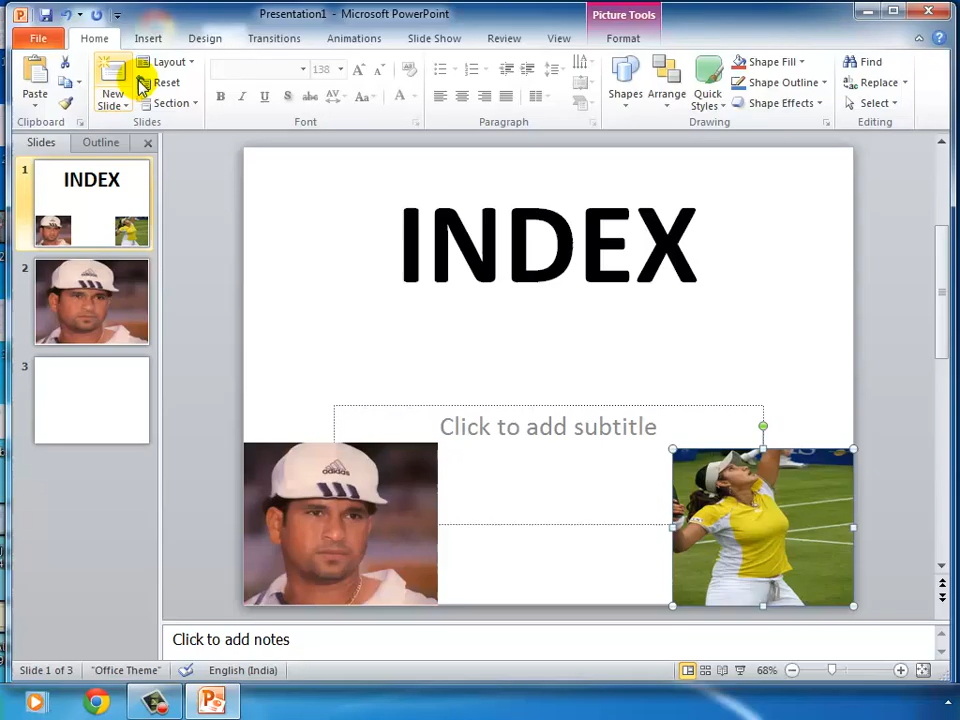 Presentation1 - Microsoft PowerPoint
Picture Tools
File Home Insert Design Transitions Animations Slide Show Review View Format
Paste
New Slide
Layout
Reset
Section
138
Shapes
Arrange
Quick Styles
Shape Fill
Shape Outline
Shape Effects
Find
Replace
Select
Clipboard Slides Font Paragraph Drawing Editing
Slides Outline
1
INDEX
2
3
INDEX
Click to add subtitle
adidas
Click to add notes
Slide 1 of 3 "Office Theme" English (India) 68%